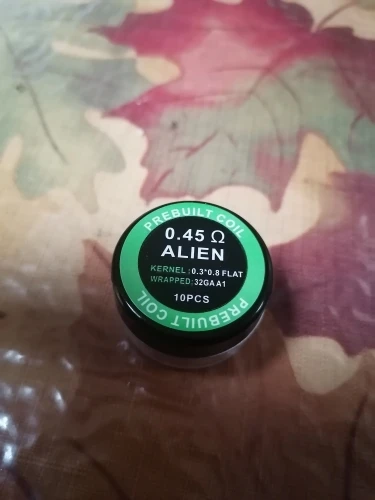 PREBUILT COIL
0.45 Ω
ALIEN
KERNEL:0.3*0.8 FLAT
WRAPPED:32GA A1
10PCS
PREBUILT COIL